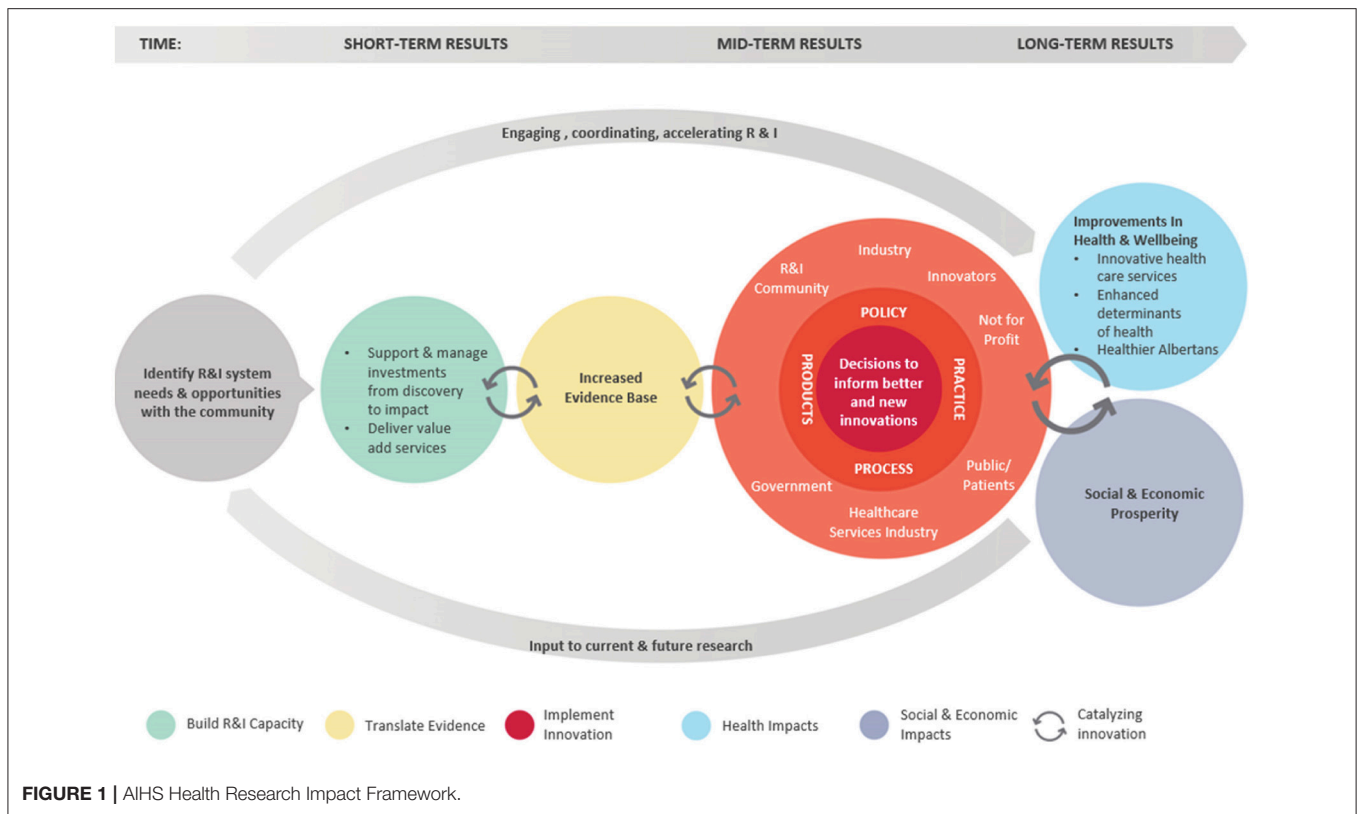 TIME:
SHORT-TERM RESULTS
MID-TERM RESULTS
LONG-TERM RESULTS
Engaging , coordinating, accelerating R & I
Identify R&I system
needs & opportunities
with the community
• Support & manage
investments
from discovery
to impact
• Deliver value
add services
Increased
Evidence Base
Industry
R&I
Community
Innovators
Not for
Profit
Public/
Patients
Healthcare
Services Industry
Government
POLICY
PRACTICE
PROCESS
PRODUCTS
Decisions to
inform better
and new
innovations
Improvements In
Health & Wellbeing
• Innovative health
care services
• Enhanced
determinants
of health
• Healthier Albertans
Social & Economic
Prosperity
Input to current & future research
Build R&I Capacity
Translate Evidence
Implement
Innovation
Health Impacts
Social & Economic
Impacts
Catalyzing
innovation
FIGURE 1 | AIHS Health Research Impact Framework.